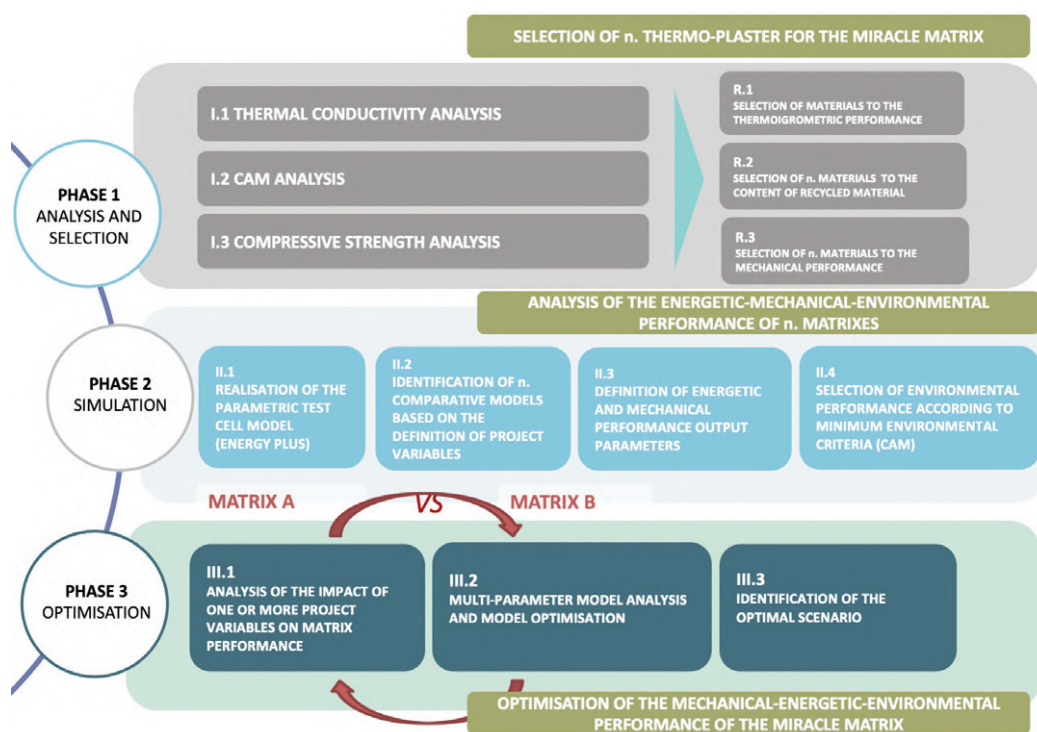 SELECTION OF n. THERMO-PLASTER FOR THE MIRACLE MATRIX
PHASE 1
ANALYSIS AND
SELECTION
I.1 THERMAL CONDUCTIVITY ANALYSIS
I.2 CAM ANALYSIS
I.3 COMPRESSIVE STRENGTH ANALYSIS
R.1
SELECTION OF MATERIALS TO THE
THERMOIGROMETRIC PERFORMANCE
R.2
SELECTION OF n. MATERIALS TO THE
CONTENT OF RECYCLED MATERIAL
R.3
SELECTION OF n. MATERIALS TO THE
MECHANICAL PERFORMANCE
ANALYSIS OF THE ENERGETIC-MECHANICAL-ENVIRONMENTAL
PERFORMANCE OF n. MATRIXES
PHASE 2
SIMULATION
II.1
REALISATION OF THE
PARAMETRIC TEST
CELL MODEL
(ENERGY PLUS)
II.2
IDENTIFICATION OF n.
COMPARATIVE MODELS
BASED ON THE
DEFINITION OF PROJECT
VARIABLES
II.3
DEFINITION OF ENERGETIC
AND MECHANICAL
PERFORMANCE OUTPUT
PARAMETERS
II.4
SELECTION OF ENVIRONMENTAL
PERFORMANCE ACCORDING TO
MINIMUM ENVIRONMENTAL
CRITERIA (CAM)
MATRIX A
VS
MATRIX B
PHASE 3
OPTIMISATION
III.1
ANALYSIS OF THE IMPACT OF
ONE OR MORE PROJECT
VARIABLES ON MATRIX
PERFORMANCE
III.2
MULTI-PARAMETER MODEL ANALYSIS
AND MODEL OPTIMISATION
III.3
IDENTIFICATION OF THE
OPTIMAL SCENARIO
OPTIMISATION OF THE MECHANICAL-ENERGETIC-ENVIRONMENTAL
PERFORMANCE OF THE MIRACLE MATRIX